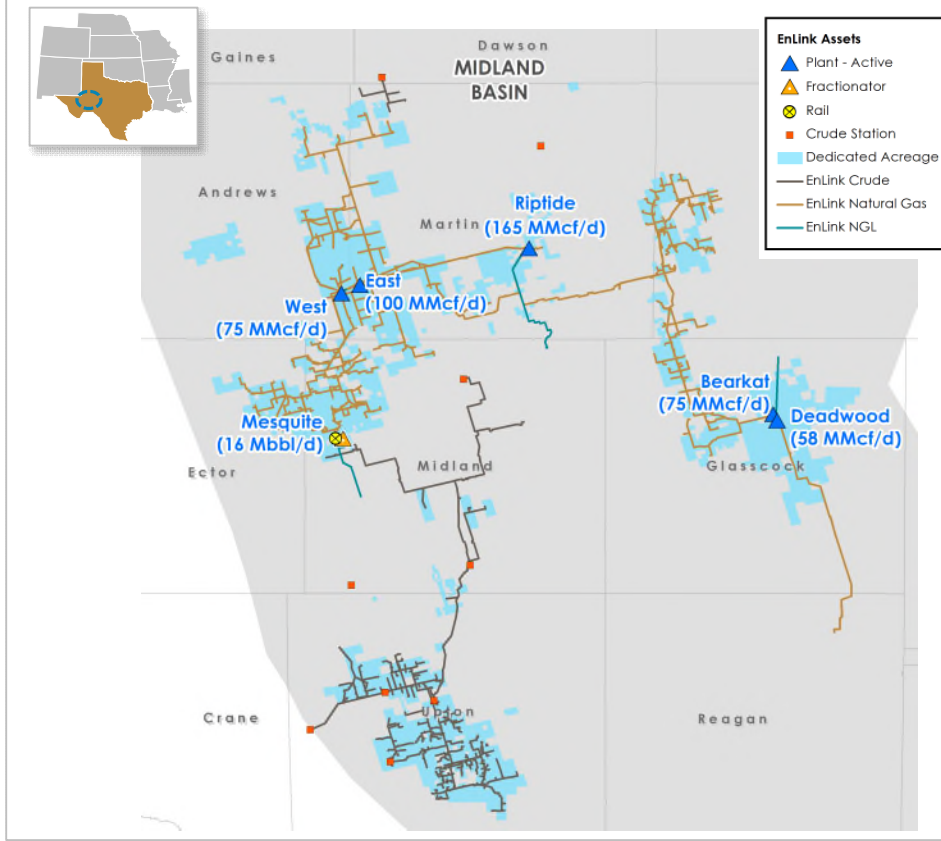 Gaines
Dawson
MIDLAND
BASIN
EnLink Assets
Plant - Active
Fractionator
Rail
Crude Station
Dedicated Acreage
EnLink Crude
EnLink Natural Gas
EnLink NGL
Andrews
Martin
Riptide
(165 MMcf/d)
East
(100 MMcf/d)
West
(75 MMcf/d)
Bearkat
(75 MMcf/d)
Deadwood
(58 MMcf/d)
Mesquite
(16 Mbbl/d)
Ector
Midland
Glasscock
Crane
Upton
Reagan